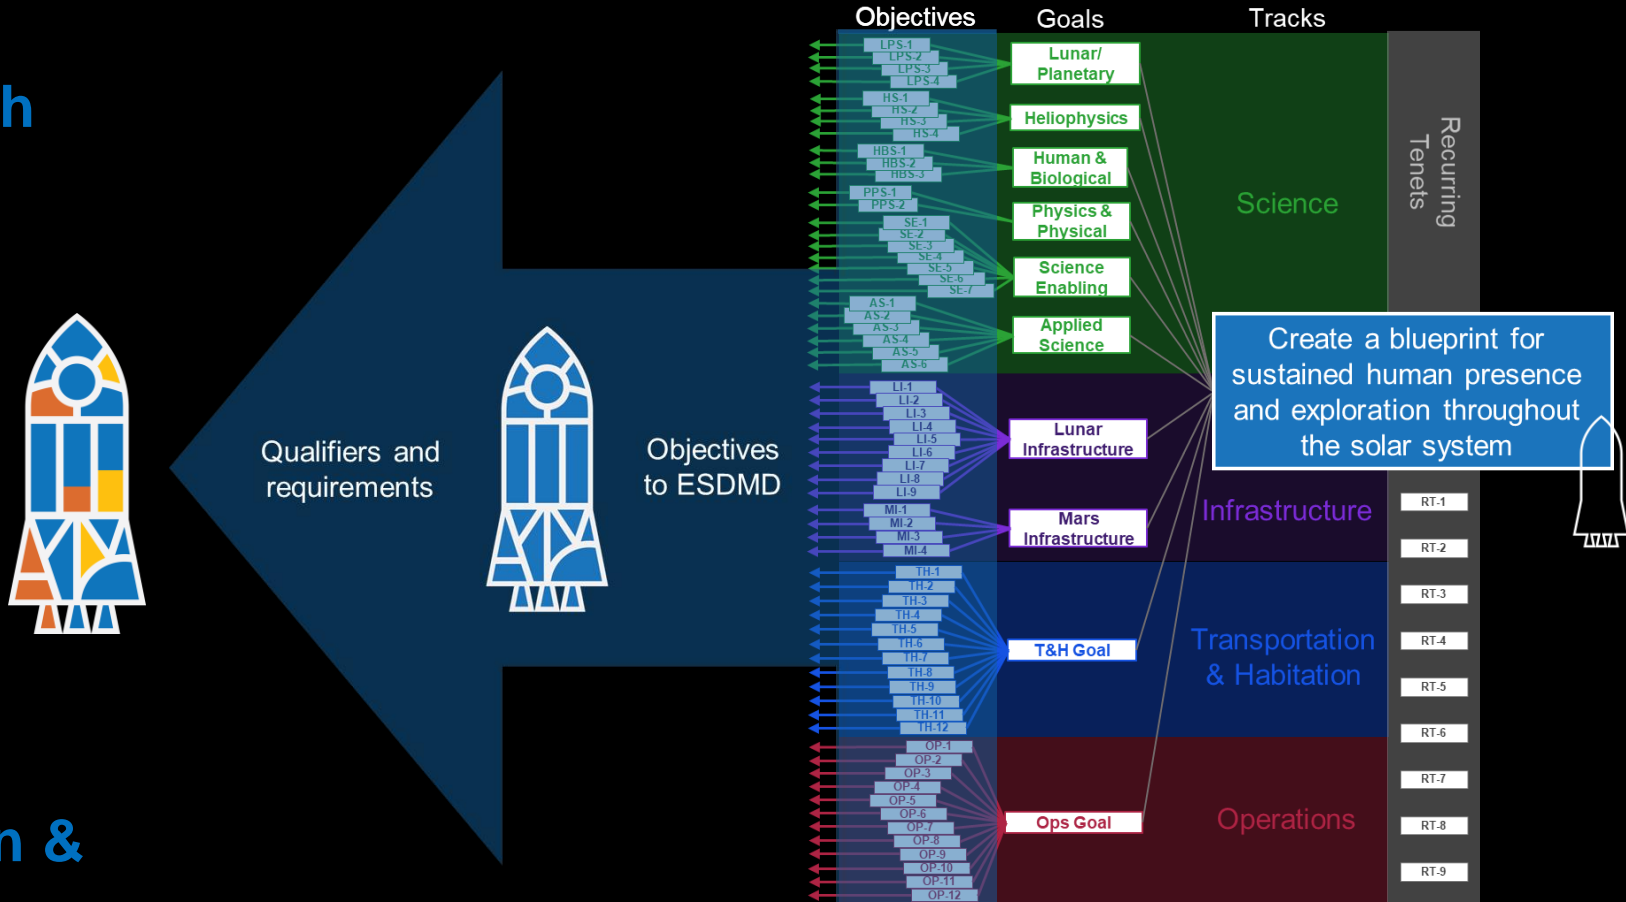 Objectives
Goals
Tracks
h
n &
Qualifiers and
requirements
Objectives
to ESDMD
LPS-1
LPS-2
LPS-3
LPS-4
HS-1
HS-2
HS-3
HS-4
HBS-1
HBS-2
HBS-3
PPS-1
PPS-2
SE-1
SE-2
SE-3
SE-4
SE-5
SE-6
SE-7
AS-1
AS-2
AS-3
AS-4
AS-5
AS-6
LI-1
LI-2
LI-3
LI-4
LI-5
LI-6
LI-7
LI-8
LI-9
MI-1
MI-2
MI-3
MI-4
TH-1
TH-2
TH-3
TH-4
TH-5
TH-6
TH-7
TH-8
TH-9
TH-10
TH-11
TH-12
OP-1
OP-2
OP-3
OP-4
OP-5
OP-6
OP-7
OP-8
OP-9
OP-10
OP-11
OP-12
Lunar/
Planetary
Heliophysics
Human &
Biological
Physics &
Physical
Science
Enabling
Applied
Science
Lunar
Infrastructure
Mars
Infrastructure
T&H Goal
Ops Goal
Science
Infrastructure
Transportation
& Habitation
Operations
Recurring
Tenets
Create a blueprint for
sustained human presence
and exploration throughout
the solar system
RT-1
RT-2
RT-3
RT-4
RT-5
RT-6
RT-7
RT-8
RT-9